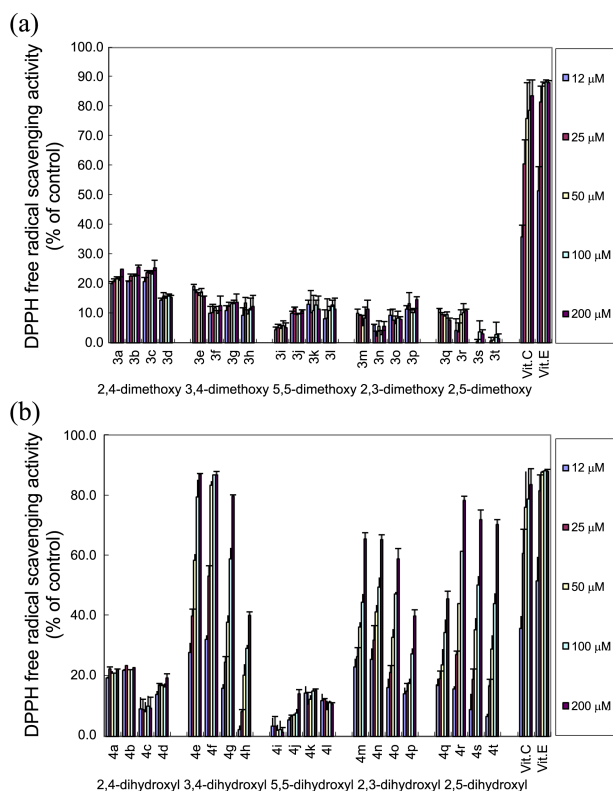 (a)
DPPH free radical scavenging activity
(% of control)
100.0
90.0
80.0
70.0
60.0
50.0
40.0
30.0
20.0
10.0
0.0
3a 3b 3c 3d 3e 3f 3g 3h 3i 3j 3k 3l 3m 3n 3o 3p 3q 3r 3s 3t Vit.C Vit.E
2,4-dimethoxy 3,4-dimethoxy 5,5-dimethoxy 2,3-dimethoxy 2,5-dimethoxy
12 μM
25 μM
50 μM
100 μM
200 μM
(b)
DPPH free radical scavenging activity
(% of control)
100.0
80.0
60.0
40.0
20.0
0.0
4a 4b 4c 4d 4e 4f 4g 4h 4i 4j 4k 4l 4m 4n 4o 4p 4q 4r 4s 4t Vit.C Vit.E
2,4-dihydroxyl 3,4-dihydroxyl 5,5-dihydroxyl 2,3-dihydroxyl 2,5-dihydroxyl
12 μM
25 μM
50 μM
100 μM
200 μM